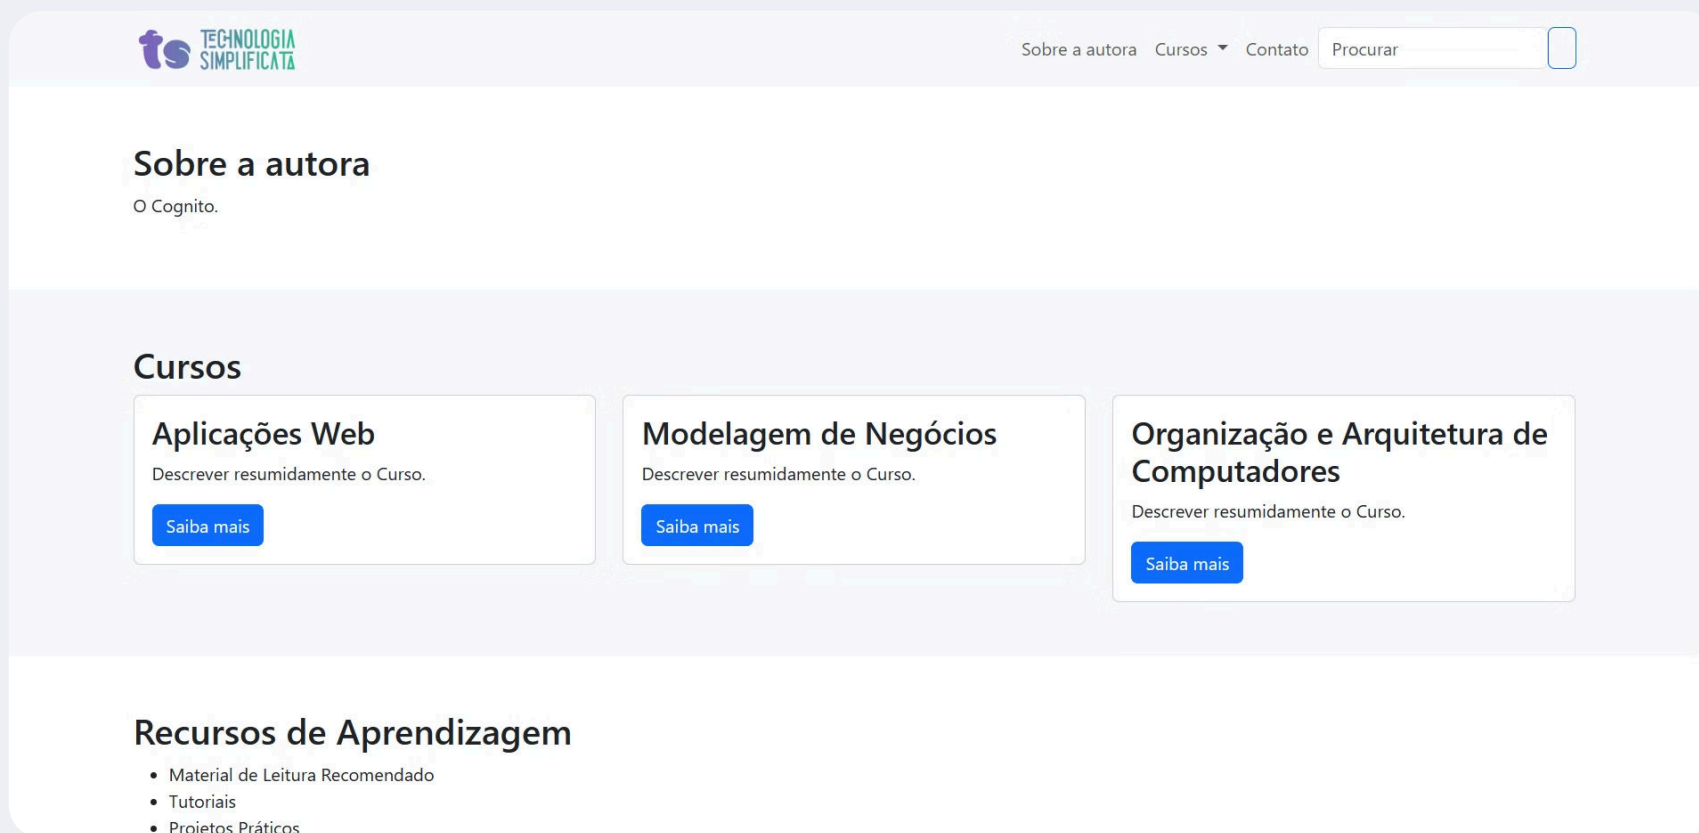 ts TECHNOLOGIA
SIMPLIFICATA
Sobre a autora Cursos Contato Procurar
Sobre a autora
O Cognito.
Cursos
Aplicações Web
Descrever resumidamente o Curso.
Saiba mais
Modelagem de Negócios
Descrever resumidamente o Curso.
Saiba mais
Organização e Arquitetura de
Computadores
Descrever resumidamente o Curso.
Saiba mais
Recursos de Aprendizagem
• Material de Leitura Recomendado
• Tutoriais
• Projetos Práticos